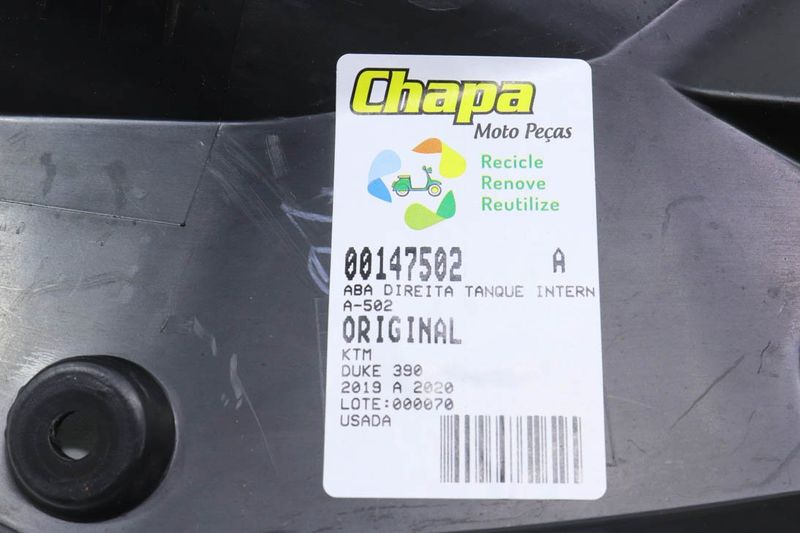 Chapa
Moto Peças
Recicle
Renove
Reutilize
00147502 A
ABA DIREITA TANQUE INTERN
A-502
ORIGINAL
KTM
DUKE 390
2019 A 2020
LOTE:000070
USADA